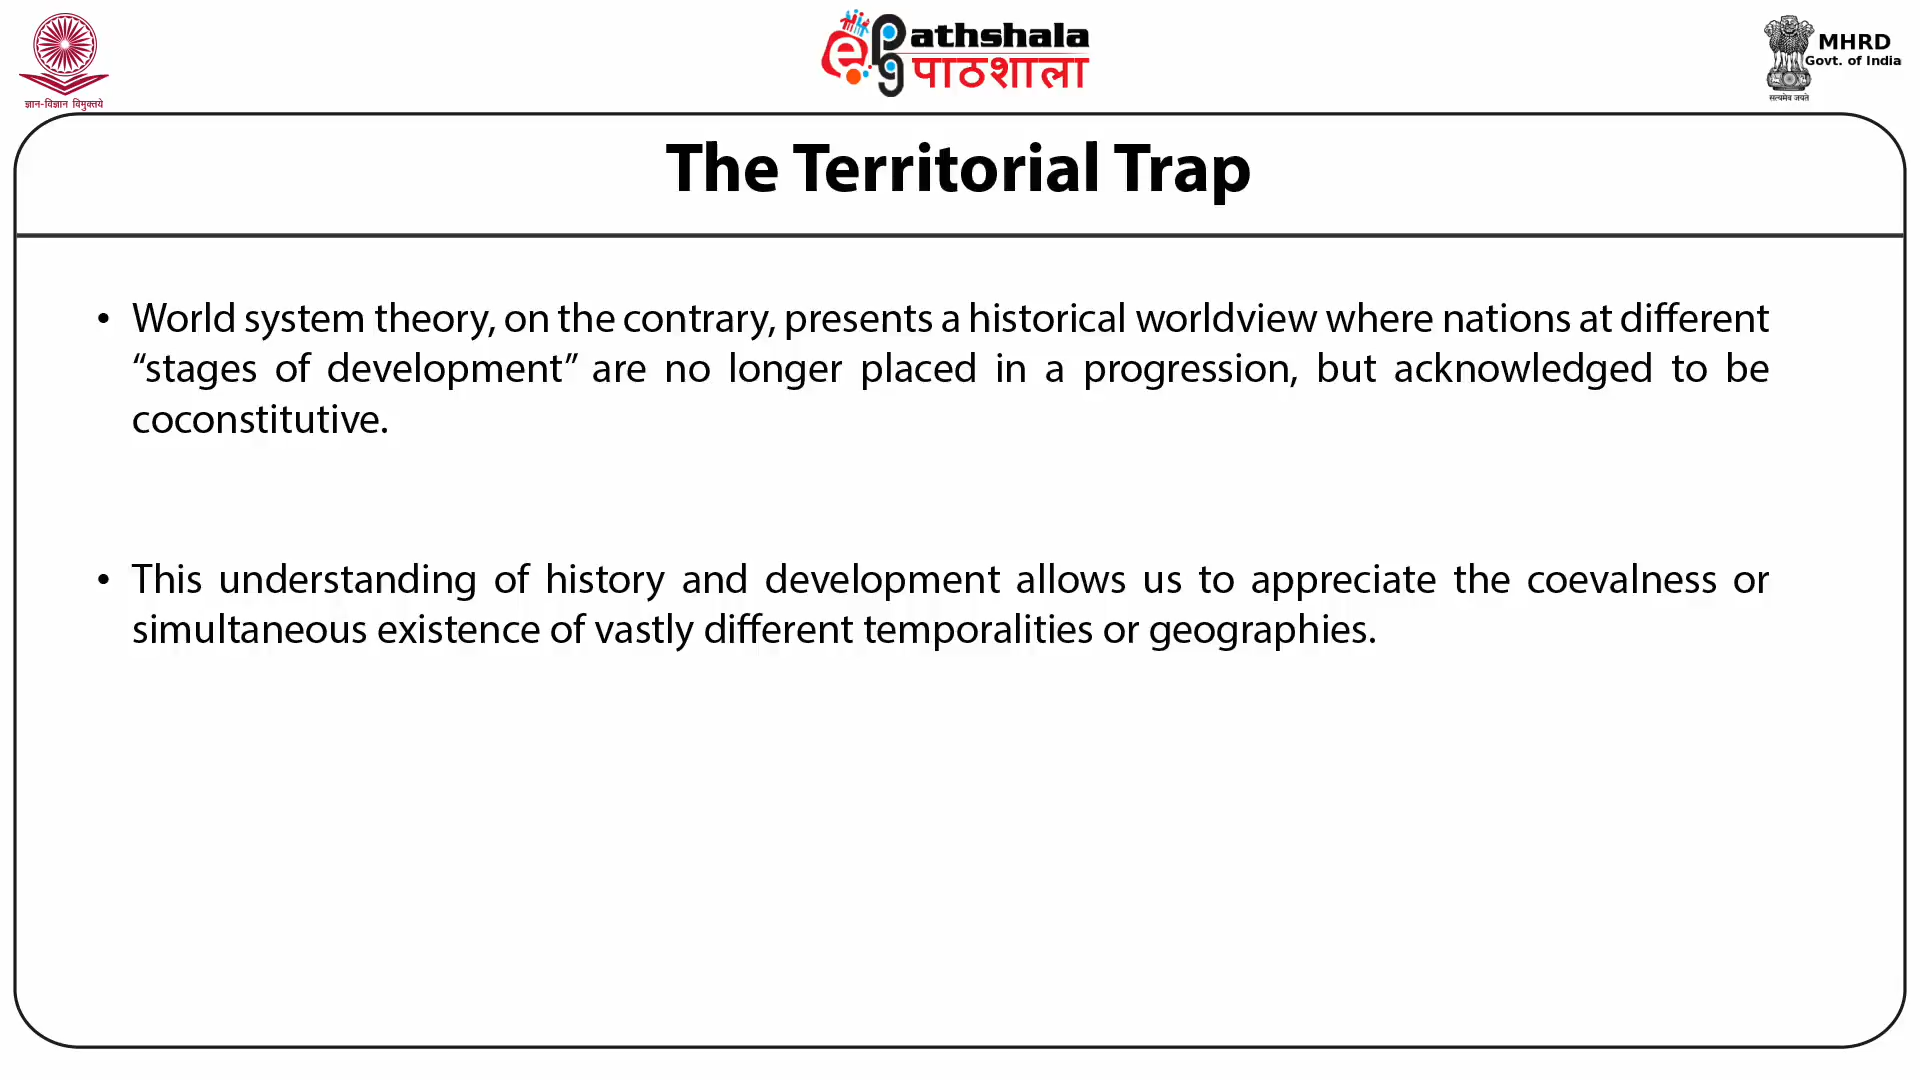 ज्ञान-विज्ञान विमुक्तये
ePG
athshala
पाठशाला
MHRD
Govt. of India
सत्यमेव जयते
The Territorial Trap
• World system theory, on the contrary, presents a historical worldview where nations at different
“stages of development” are no longer placed in a progression, but acknowledged to be
coconstitutive.
• This understanding of history and development allows us to appreciate the coevalness or
simultaneous existence of vastly different temporalities or geographies.